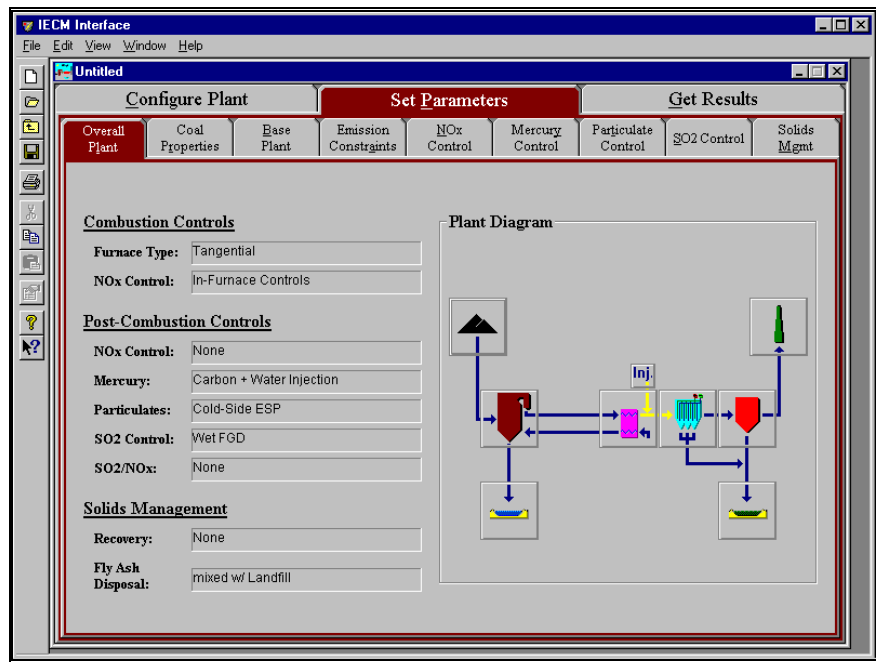 IECM Interface
File Edit View Window Help
Untitled
Configure Plant Set Parameters Get Results
Overall Plant
Coal Properties
Base Plant
Emission Constraints
NOx Control
Mercury Control
Particulate Control
SO2 Control
Solids Mgmt
Combustion Controls
Furnace Type: Tangential
NOx Control: In-Furnace Controls
Post-Combustion Controls
NOx Control: None
Mercury: Carbon + Water Injection
Particulates: Cold-Side ESP
SO2 Control: Wet FGD
SO2/NOx: None
Solids Management
Recovery: None
Fly Ash
Disposal: mixed w/ Landfill
Plant Diagram
Inj.